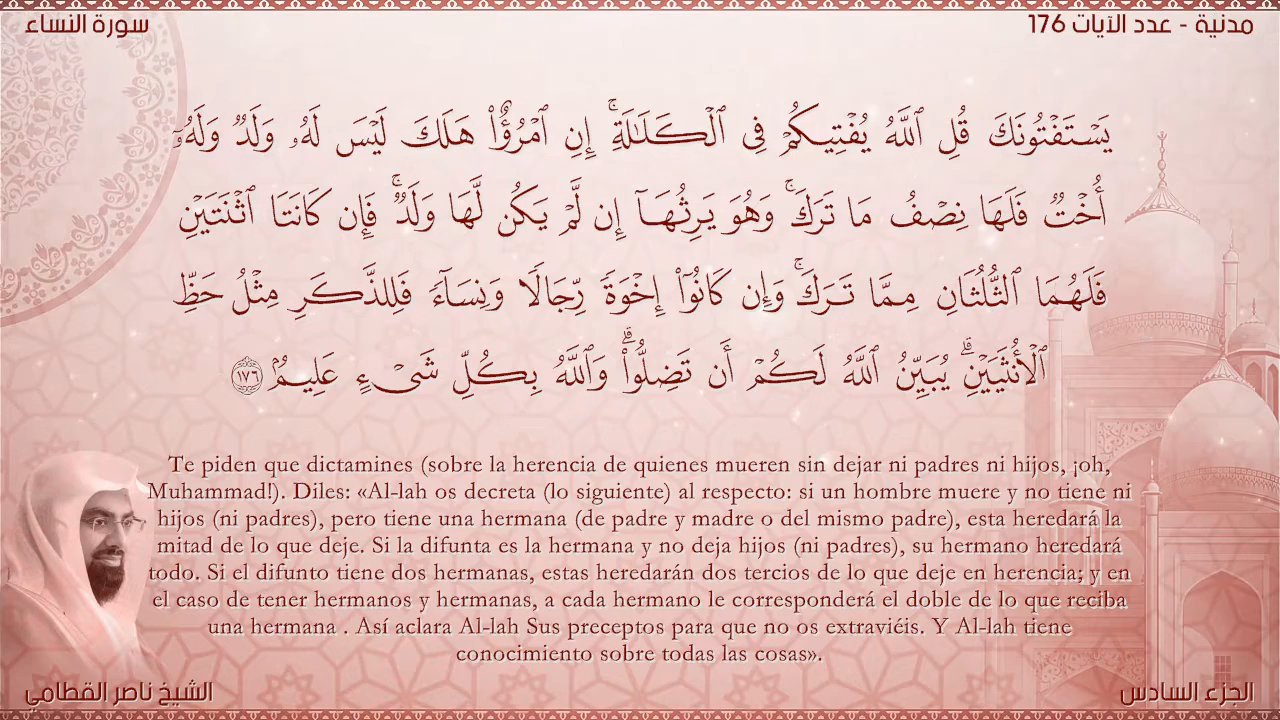 سورة النساء
مدنية - عدد الآيات 176
يَسْتَفْتُونَكَ قُلِ ٱللَّهُ يُفْتِيكُمْ فِى ٱلْكَلَـٰلَةِ ۚ إِنِ ٱمْرُؤٌا۟ هَلَكَ لَيْسَ لَهُۥ وَلَدٌ وَلَهُۥٓ
أُخْتٌ فَلَهَا نِصْفُ مَا تَرَكَ ۚ وَهُوَ يَرِثُهَآ إِن لَّمْ يَكُن لَّهَا وَلَدٌ ۚ فَإِن كَانَتَا ٱثْنَتَيْنِ
فَلَهُمَا ٱلثُّلُثَانِ مِمَّا تَرَكَ ۚ وَإِن كَانُوٓا۟ إِخْوَةً رِّجَالًا وَنِسَآءً فَلِلذَّكَرِ مِثْلُ حَظِّ
ٱلْأُنثَيَيْنِ ۗ يُبَيِّنُ ٱللَّهُ لَكُمْ أَن تَضِلُّوا۟ ۗ وَٱللَّهُ بِكُلِّ شَىْءٍ عَلِيمٌۢ ١٧٦
Te piden que dictamines (sobre la herencia de quienes mueren sin dejar ni padres ni hijos, ¡oh,
Muhammad!). Diles: «Al-lah os decreta (lo siguiente) al respecto: si un hombre muere y no tiene ni
hijos (ni padres), pero tiene una hermana (de padre y madre o del mismo padre), esta heredará la
mitad de lo que deje. Si la difunta es la hermana y no deja hijos (ni padres), su hermano heredará
todo. Si el difunto tiene dos hermanas, estas heredarán dos tercios de lo que deje en herencia; y en
el caso de tener hermanos y hermanas, a cada hermano le corresponderá el doble de lo que reciba
una hermana . Así aclara Al-lah Sus preceptos para que no os extraviéis. Y Al-lah tiene
conocimiento sobre todas las cosas».
الشيخ ناصر القطامي
الجزء السادس